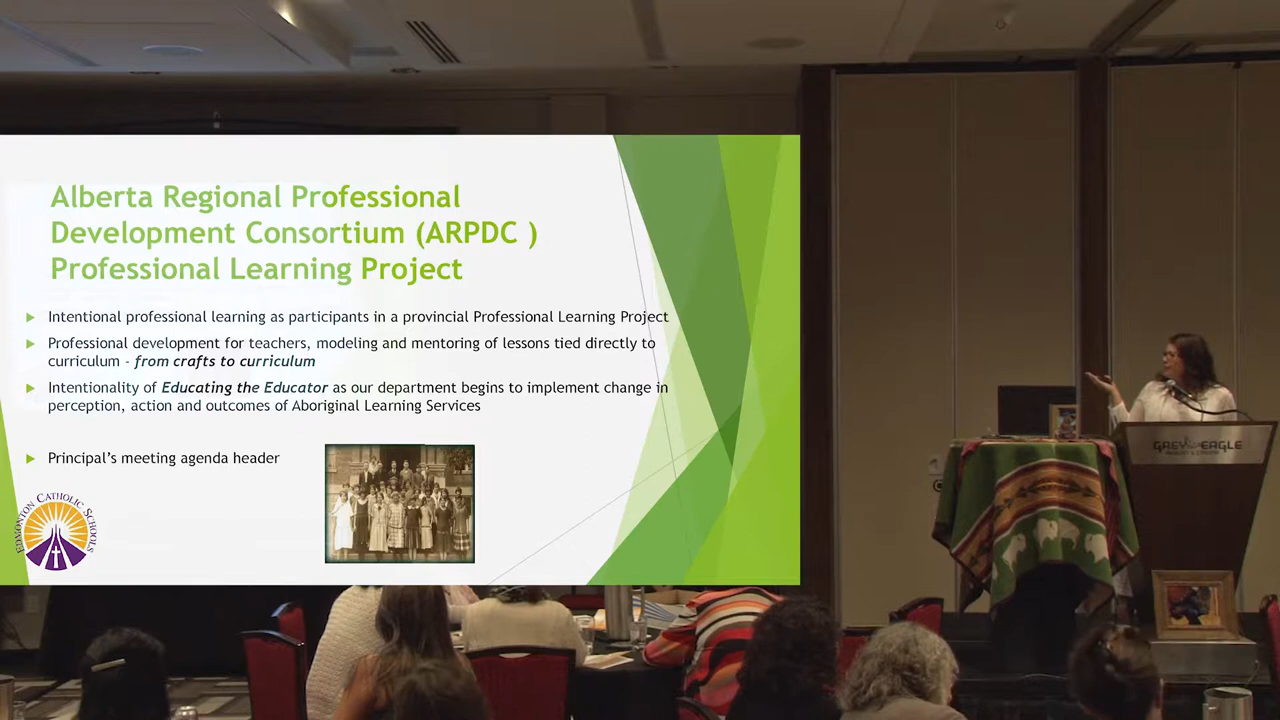 Alberta Regional Professional
Development Consortium (ARPDC )
Professional Learning Project
Intentional professional learning as participants in a provincial Professional Learning Project
Professional development for teachers, modeling and mentoring of lessons tied directly to
curriculum - from crafts to curriculum
Intentionality of Educating the Educator as our department begins to implement change in
perception, action and outcomes of Aboriginal Learning Services
Principal's meeting agenda header
EDMONTON CATHOLIC SCHOOLS
GREY EAGLE